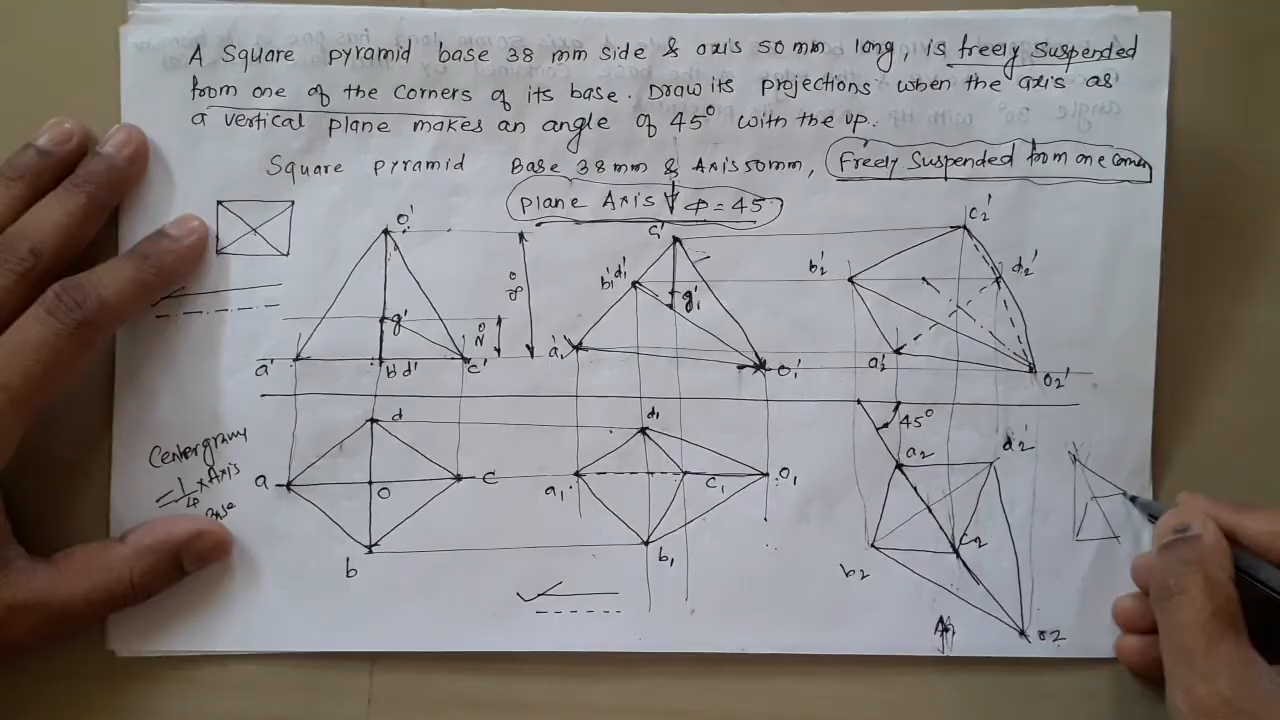 A Square pyramid base 38 mm side & axis 50 mm long, is freely suspended
from one of the corners of its base. Draw its projections when the axis as
a vertical plane makes an angle of 45° with the vp.
Square pyramid Base 38mm & Axis 50mm, Freely Suspended from one corner
plane Axis φ = 45
o' c1' c2'
b1' d1' b2' d2'
g' g1'
a' b' d' c' a1' o1' a2' o2'
45°
d d1 a2 d2'
Center gravity
= 1/4 x Axis
a o c a1 c1 o1 c2
b b1 b2 o2